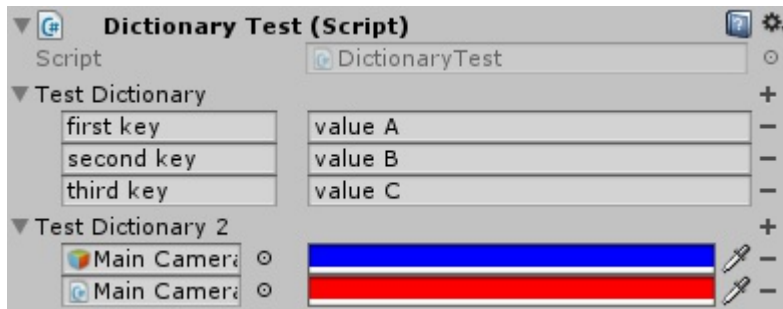 Dictionary Test (Script)
Script DictionaryTest
Test Dictionary
first key value A
second key value B
third key value C
Test Dictionary 2
Main Camera
Main Camera